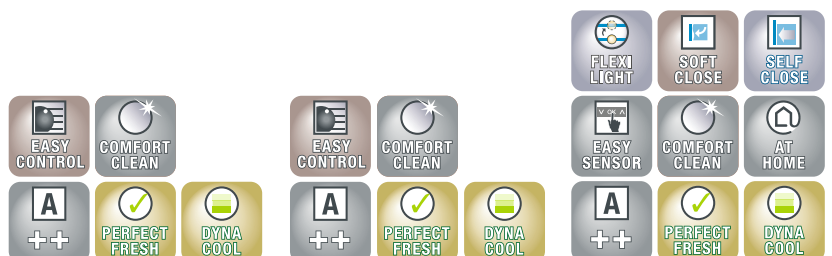 FLEXI
LIGHT
SOFT
CLOSE
SELF
CLOSE
EASY
CONTROL
COMFORT
CLEAN
EASY
CONTROL
COMFORT
CLEAN
V OK Λ
EASY
SENSOR
COMFORT
CLEAN
AT
HOME
A
++
PERFECT
FRESH
DYNA
COOL
A
++
PERFECT
FRESH
DYNA
COOL
A
++
PERFECT
FRESH
DYNA
COOL